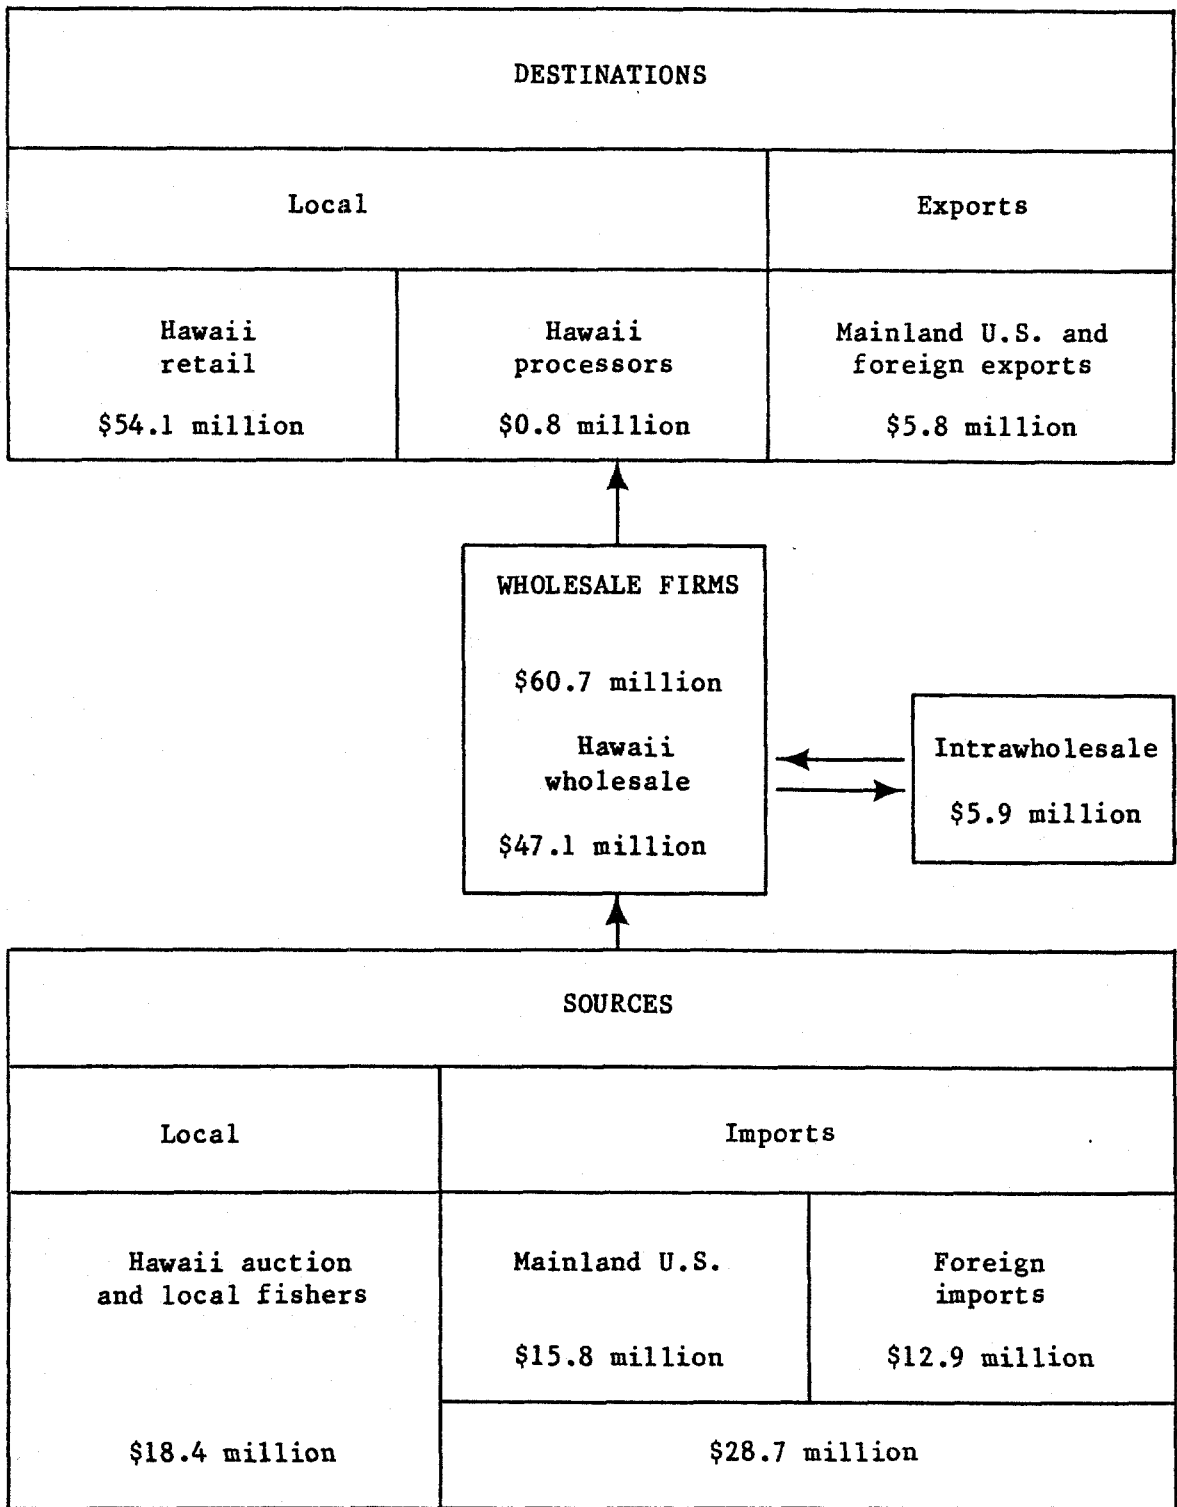 DESTINATIONS
Local
Exports
Hawaii
retail
$54.1 million
Hawaii
processors
$0.8 million
Mainland U.S. and
foreign exports
$5.8 million
WHOLESALE FIRMS
$60.7 million
Hawaii
wholesale
$47.1 million
Intrawholesale
$5.9 million
SOURCES
Local
Imports
Hawaii auction
and local fishers
$18.4 million
Mainland U.S.
$15.8 million
Foreign
imports
$12.9 million
$28.7 million